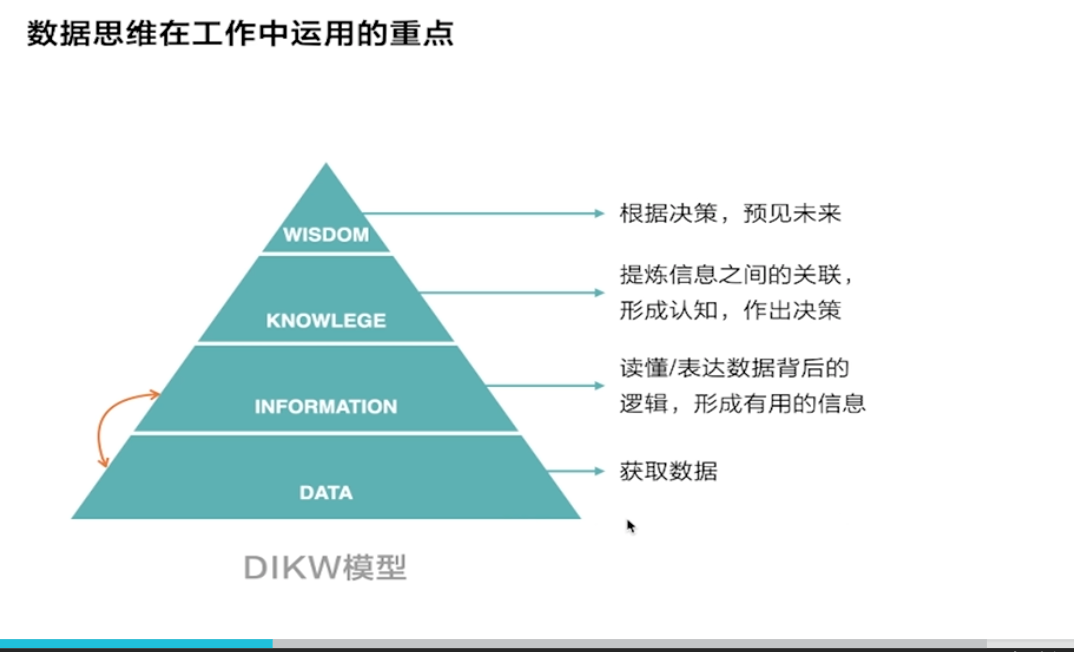 数据思维在工作中运用的重点
WISDOM
根据决策，预见未来
KNOWLEGE
提炼信息之间的关联，
形成认知，作出决策
INFORMATION
读懂/表达数据背后的
逻辑，形成有用的信息
DATA
获取数据
DIKW模型